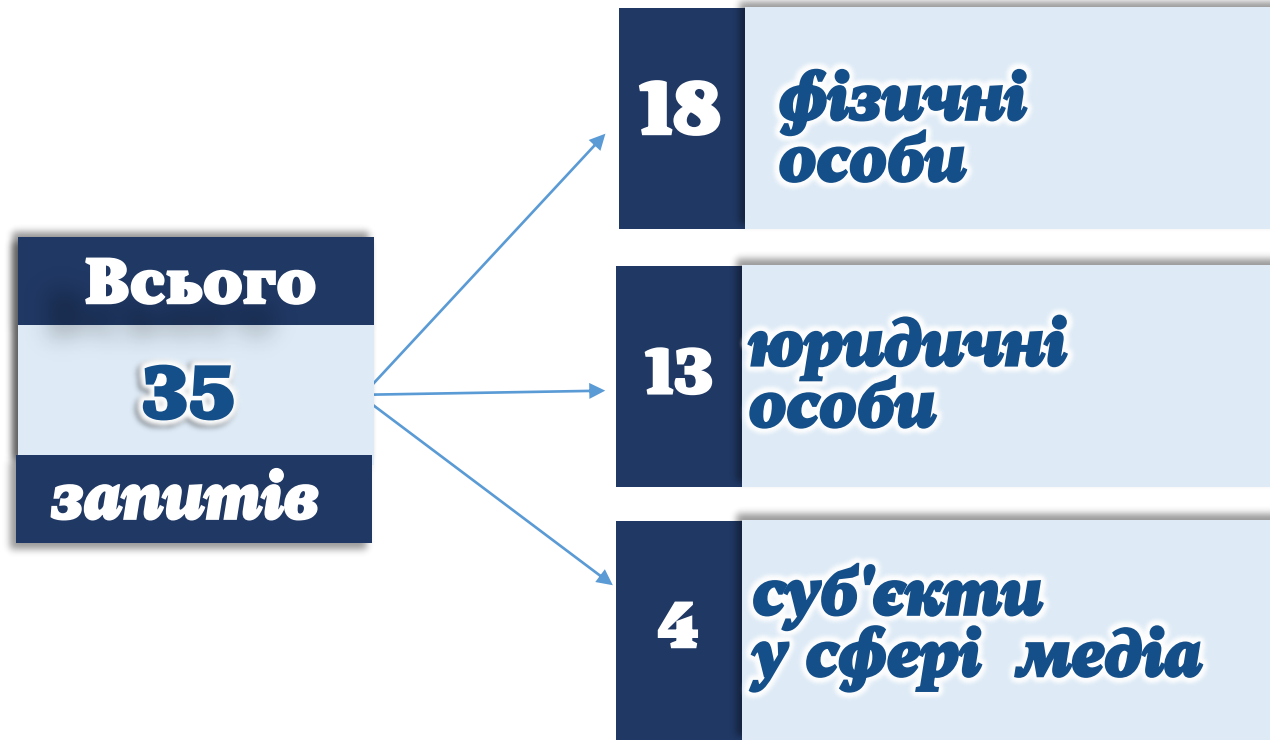 Всього
35
запитів
18
фізичні
особи
13
юридичні
особи
4
суб'єкти
у сфері медіа